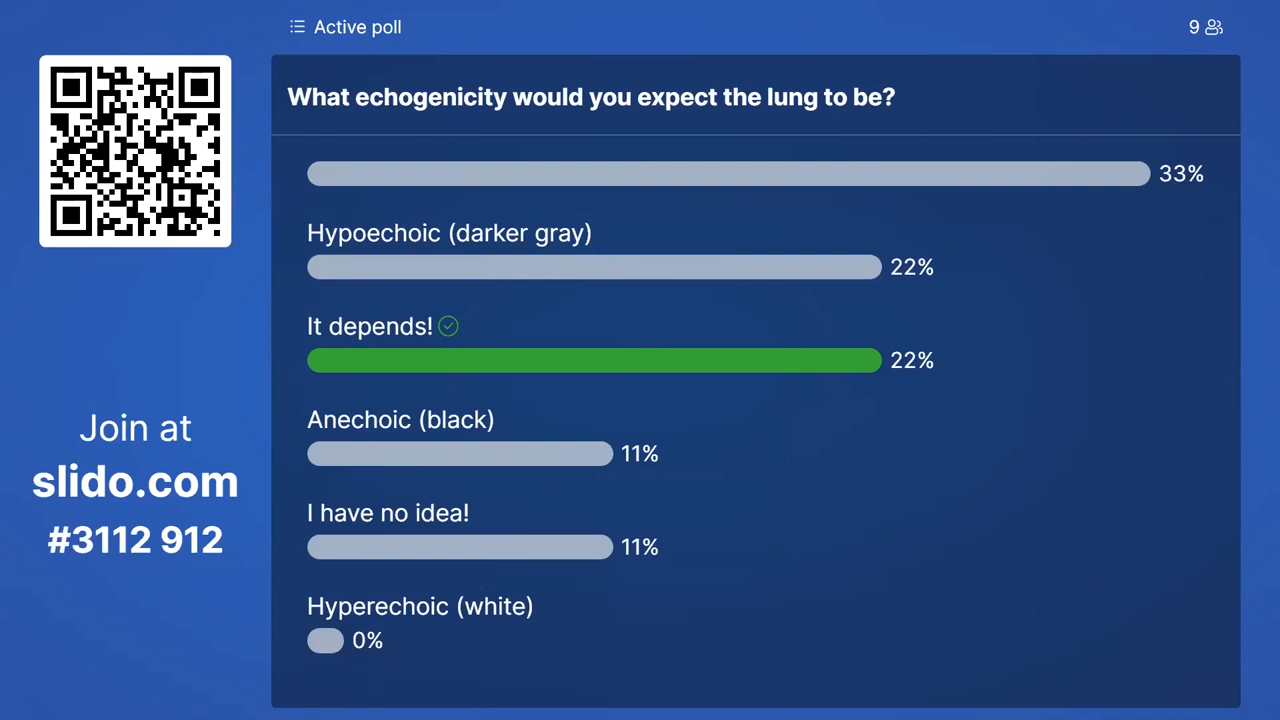 Active poll
9
What echogenicity would you expect the lung to be?
33%
Hypoechoic (darker gray)
22%
It depends!
22%
Anechoic (black)
11%
I have no idea!
11%
Hyperechoic (white)
0%
Join at
slido.com
#3112 912